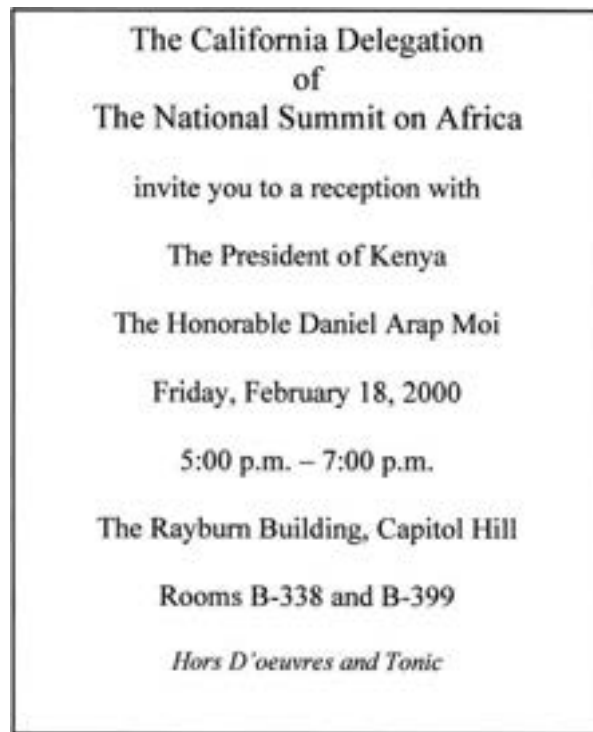 The California Delegation
of
The National Summit on Africa
invite you to a reception with
The President of Kenya
The Honorable Daniel Arap Moi
Friday, February 18, 2000
5:00 p.m. – 7:00 p.m.
The Rayburn Building, Capitol Hill
Rooms B-338 and B-399
Hors D'oeuvres and Tonic